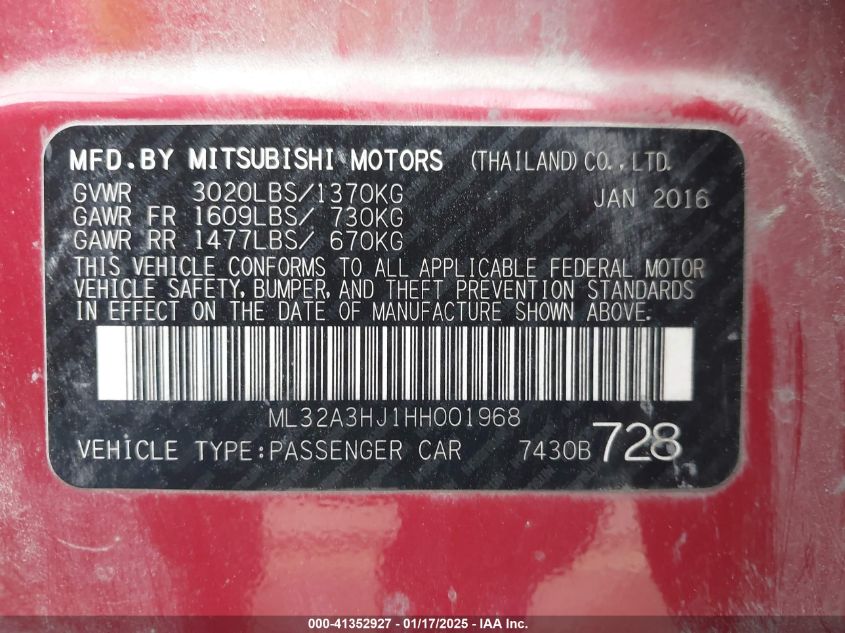 MFD.BY MITSUBISHI MOTORS (THAILAND) CO.,LTD.
GVWR 3020LBS/1370KG JAN 2016
GAWR FR 1609LBS/ 730KG
GAWR RR 1477LBS/ 670KG
THIS VEHICLE CONFORMS TO ALL APPLICABLE FEDERAL MOTOR
VEHICLE SAFETY, BUMPER, AND THEFT PREVENTION STANDARDS
IN EFFECT ON THE DATE OF MANUFACTURE SHOWN ABOVE.
ML32A3HJ1HH001968
VEHICLE TYPE:PASSENGER CAR 7430B 728
000-41352927 - 01/17/2025 - IAA Inc.